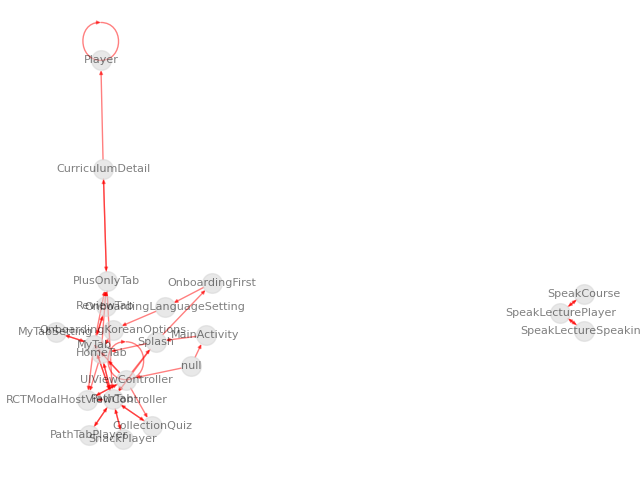 Player
CurriculumDetail
PlusOnlyTab
OnboardingFirst
SpeakCourse
ReviewTab
OnboardingLanguageSetting
SpeakLecturePlayer
OnboardingKoreanOptions
MyTabSetting
SpeakLectureSpeakin
MainActivity
Splash
MyTab
HomeTab
null
UIViewController
RCTModalHostViewController
PathTab
CollectionQuiz
PathTabPlayer
SnackPlayer